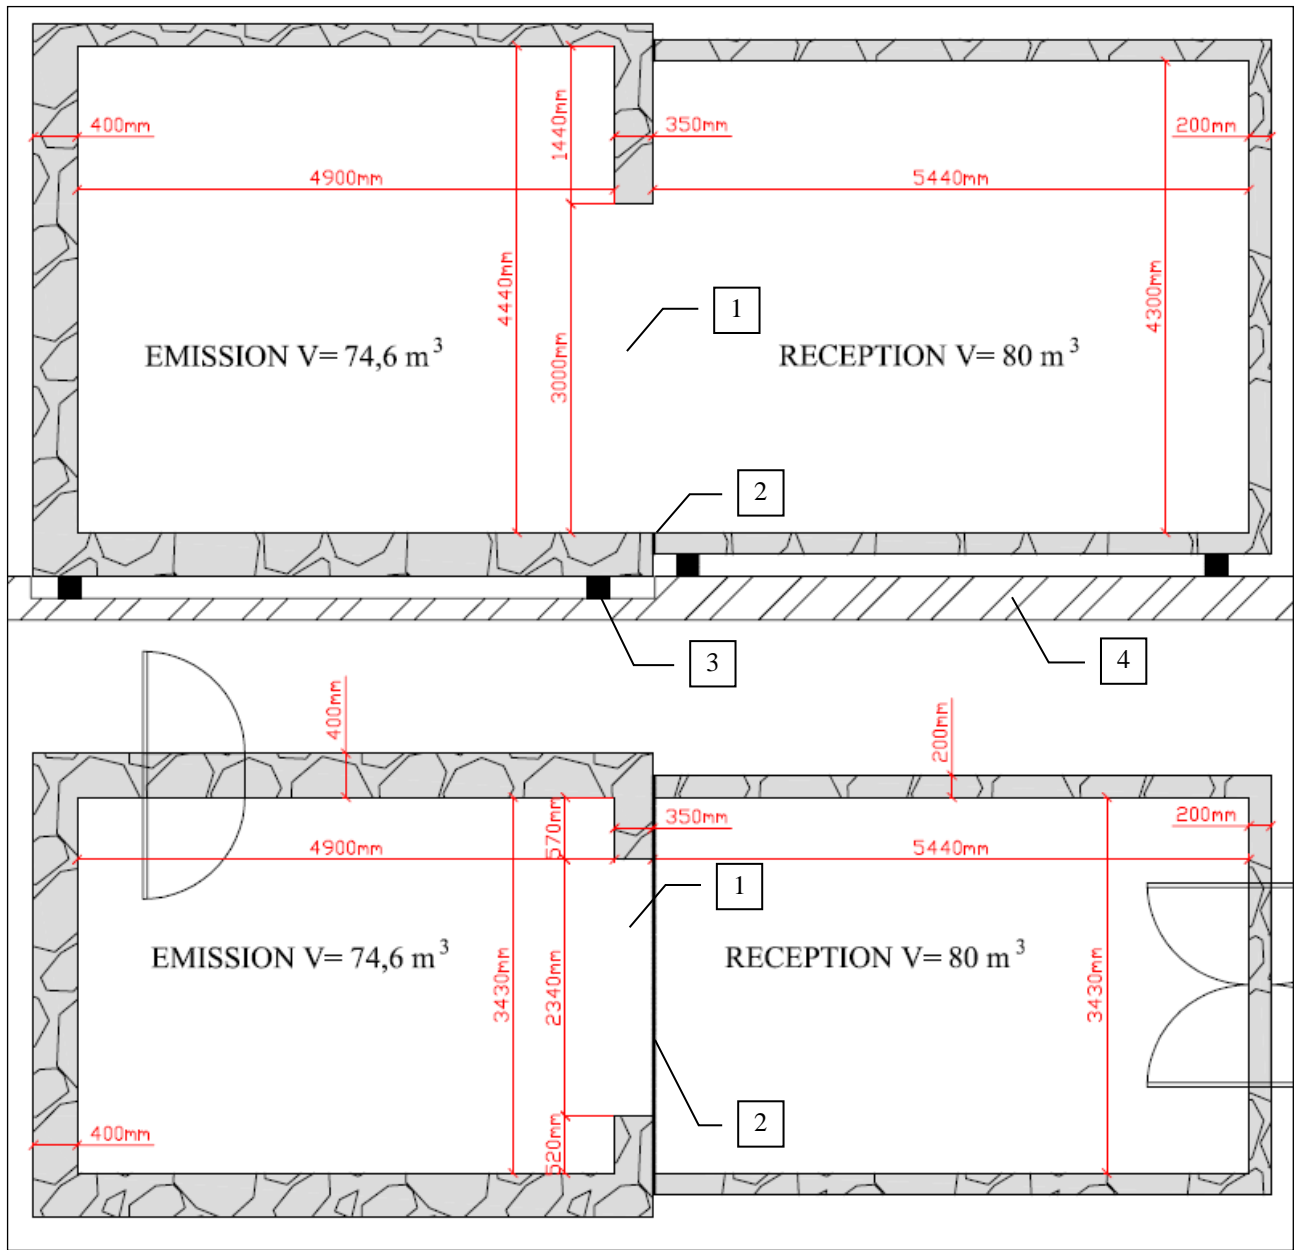 400mm
4900mm
1440mm
350mm
5440mm
200mm
4440mm
3000mm
4300mm
1
EMISSION V= 74,6 m³
RECEPTION V= 80 m³
2
3
4
400mm
200mm
4900mm
570mm
350mm
5440mm
200mm
1
EMISSION V= 74,6 m³
RECEPTION V= 80 m³
3430mm
2340mm
3430mm
2
400mm
520mm